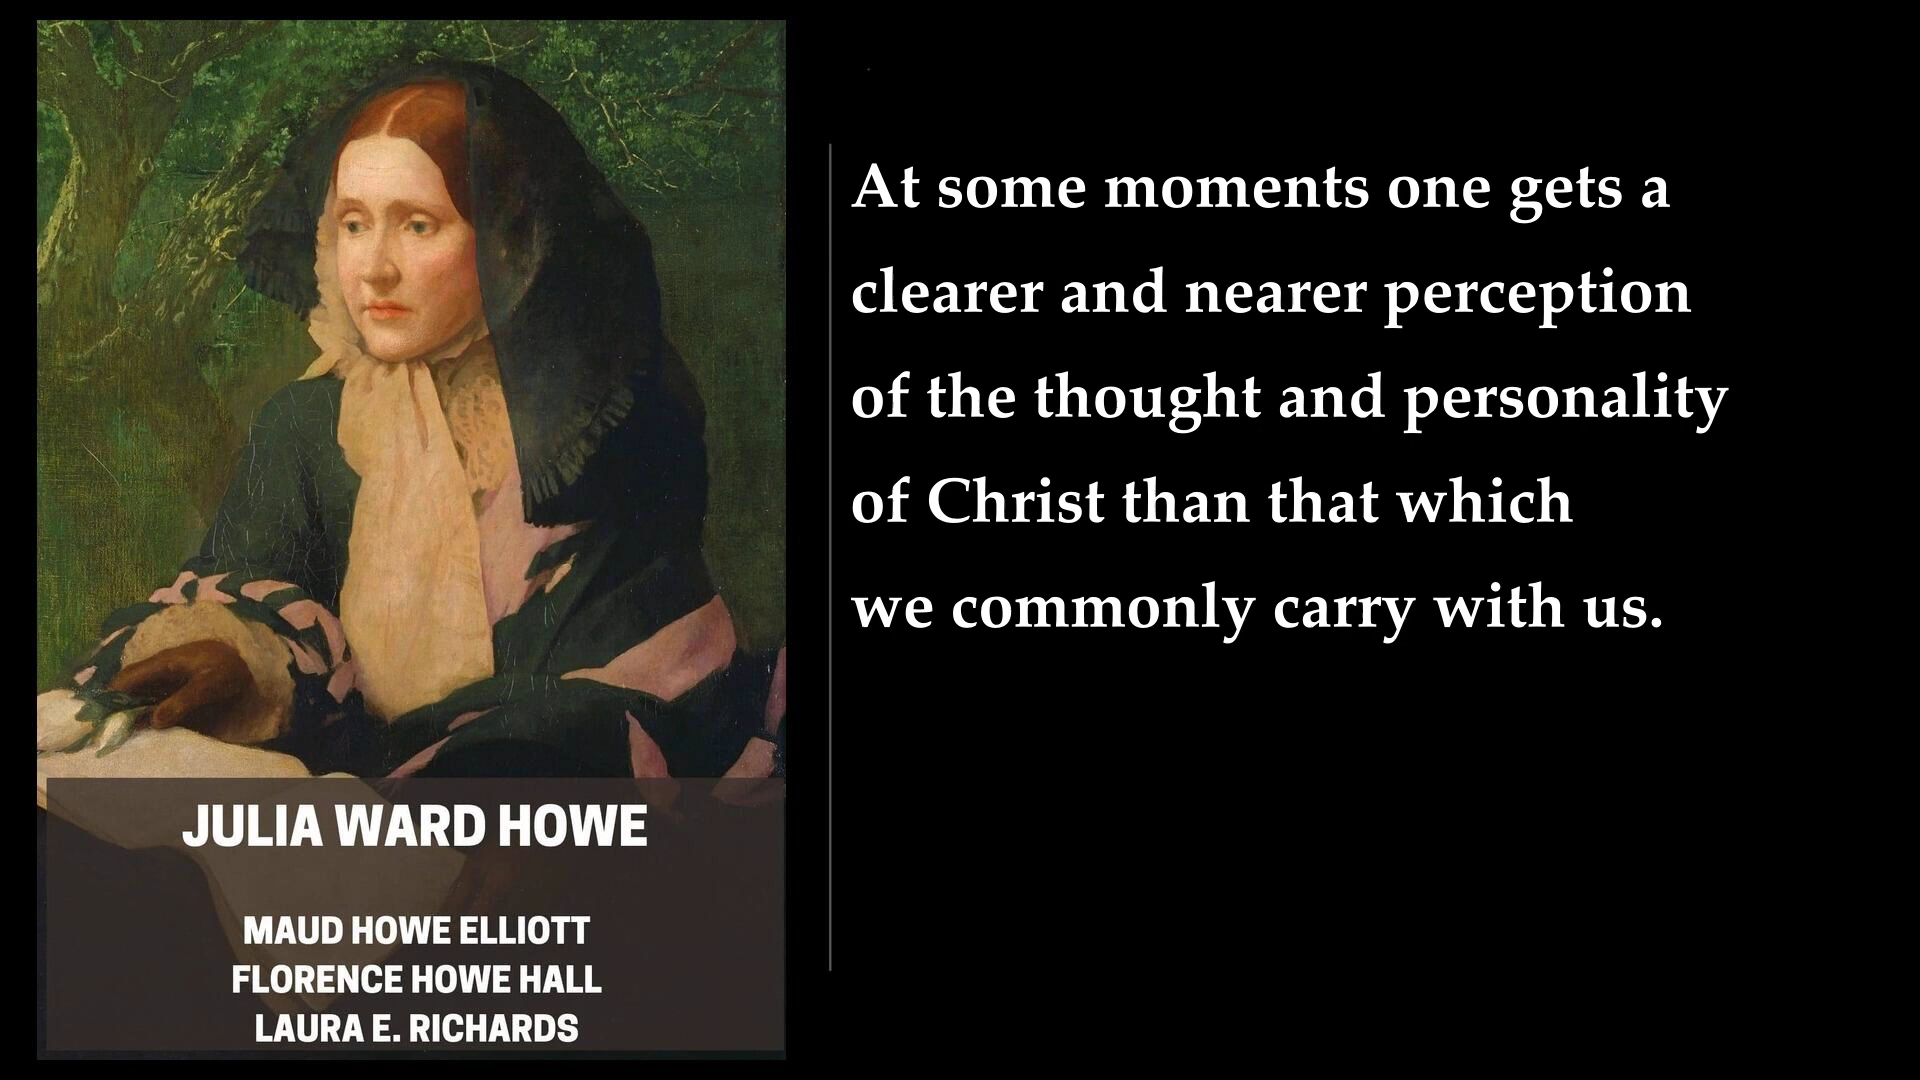 JULIA WARD HOWE
MAUD HOWE ELLIOTT
FLORENCE HOWE HALL
LAURA E. RICHARDS
At some moments one gets a
clearer and nearer perception
of the thought and personality
of Christ than that which
we commonly carry with us.